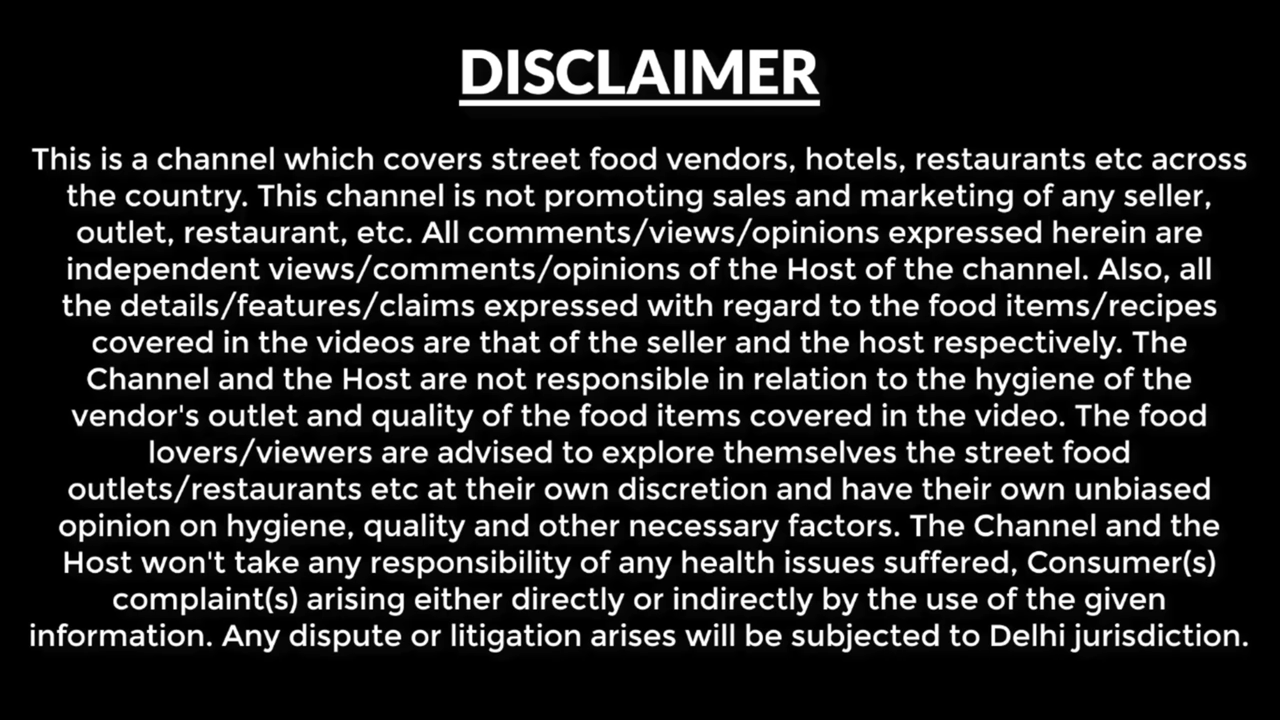 DISCLAIMER
This is a channel which covers street food vendors, hotels, restaurants etc across
the country. This channel is not promoting sales and marketing of any seller,
outlet, restaurant, etc. All comments/views/opinions expressed herein are
independent views/comments/opinions of the Host of the channel. Also, all
the details/features/claims expressed with regard to the food items/recipes
covered in the videos are that of the seller and the host respectively. The
Channel and the Host are not responsible in relation to the hygiene of the
vendor's outlet and quality of the food items covered in the video. The food
lovers/viewers are advised to explore themselves the street food
outlets/restaurants etc at their own discretion and have their own unbiased
opinion on hygiene, quality and other necessary factors. The Channel and the
Host won't take any responsibility of any health issues suffered, Consumer(s)
complaint(s) arising either directly or indirectly by the use of the given
information. Any dispute or litigation arises will be subjected to Delhi jurisdiction.